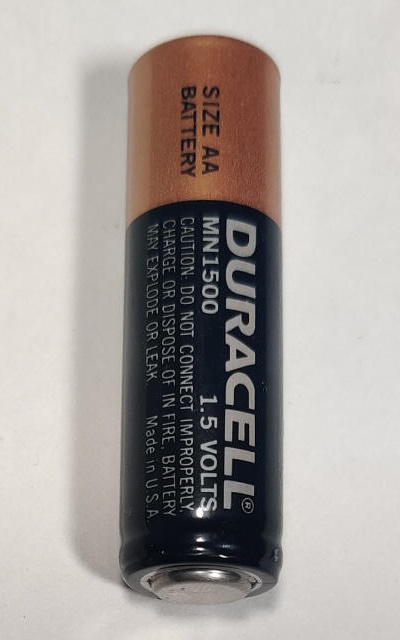 SIZE AA
BATTERY
DURACELL®
MN1500 1.5 VOLTS
CAUTION: DO NOT CONNECT IMPROPERLY,
CHARGE OR DISPOSE OF IN FIRE. BATTERY
MAY EXPLODE OR LEAK. Made in U.S.A.